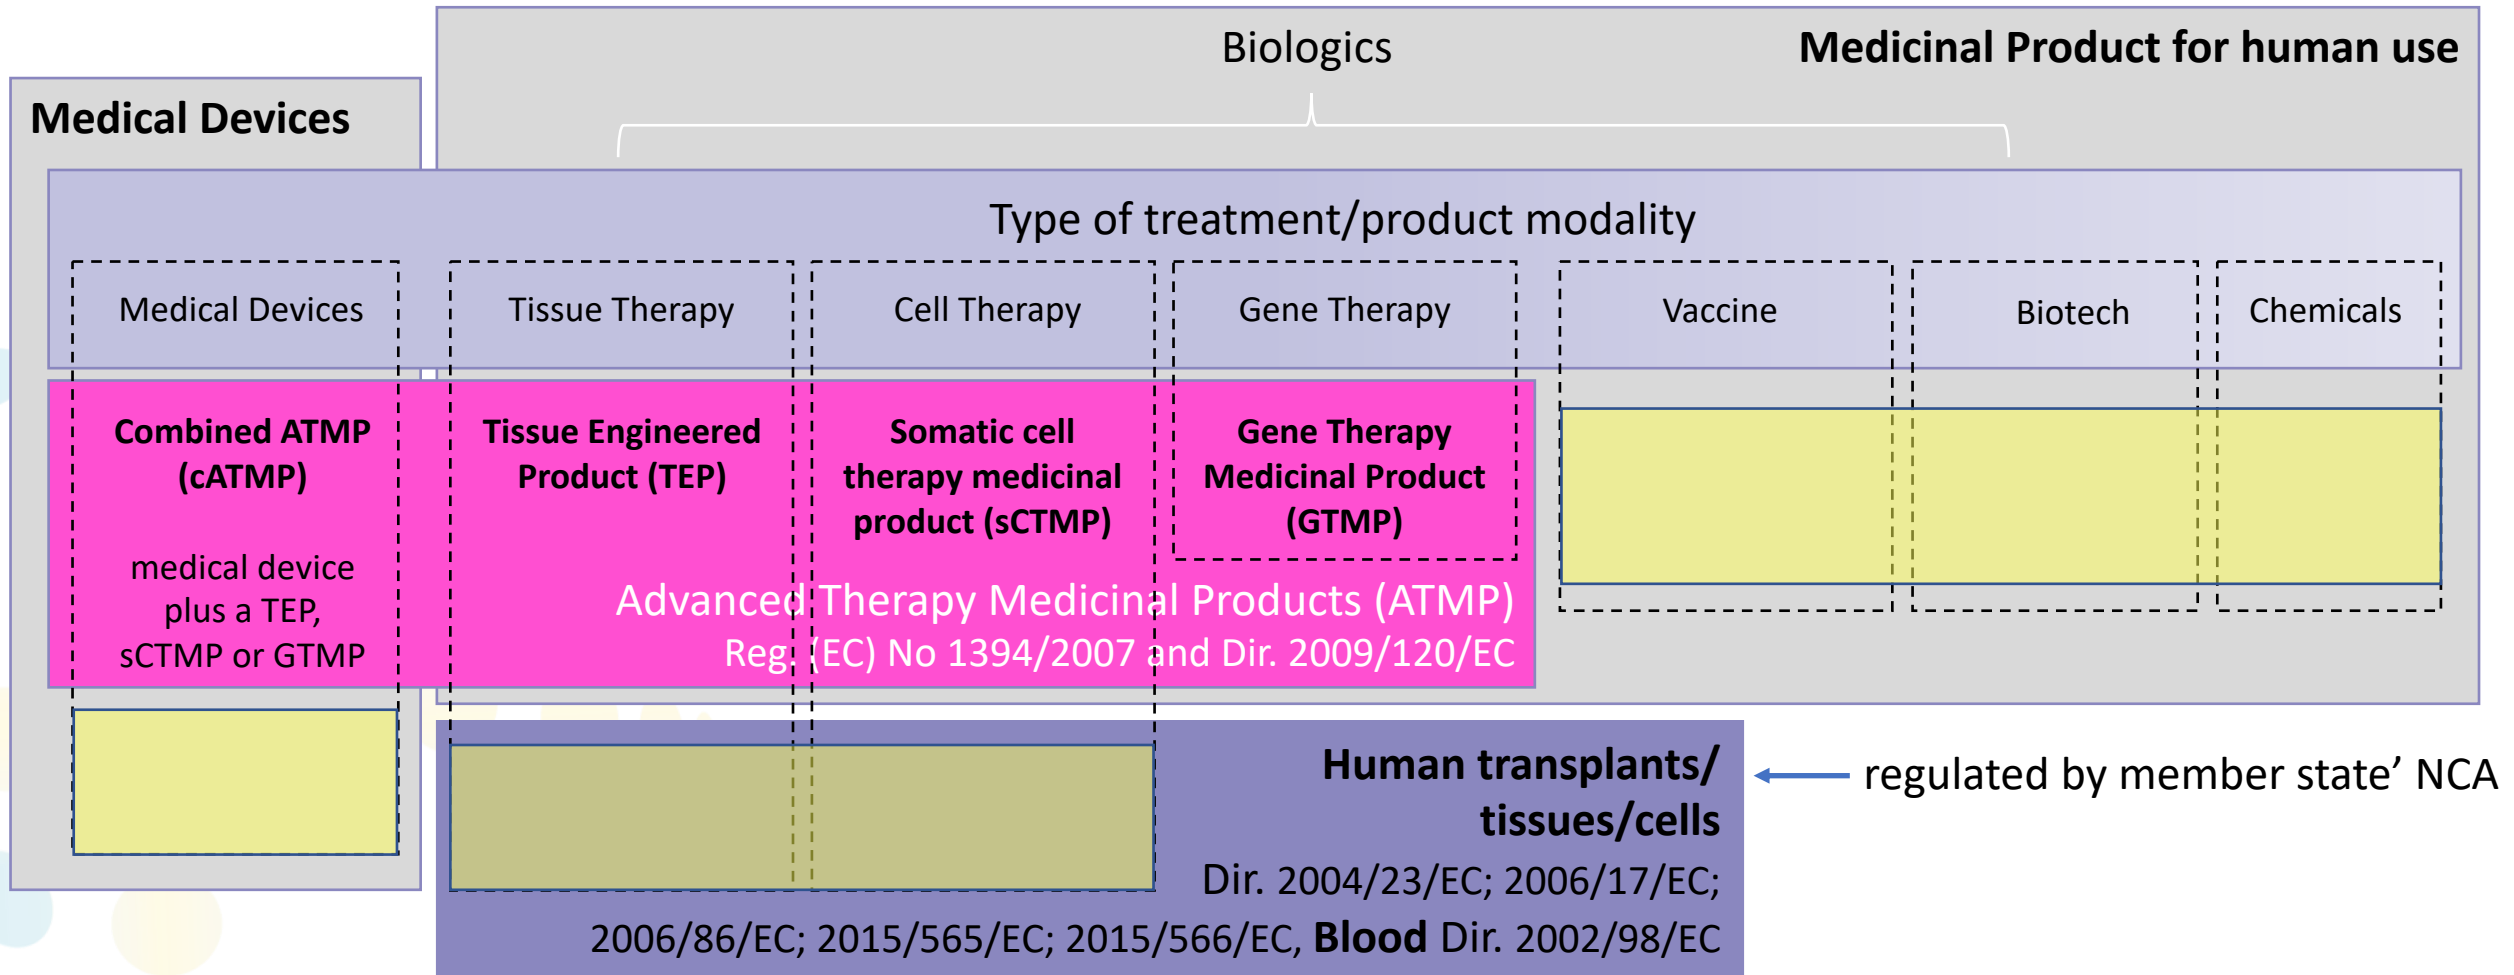 Biologics
Medicinal Product for human use
Medical Devices
Type of treatment/product modality
Medical Devices
Tissue Therapy
Cell Therapy
Gene Therapy
Vaccine
Biotech
Chemicals
Combined ATMP
(cATMP)
medical device
plus a TEP,
sCTMP or GTMP
Tissue Engineered
Product (TEP)
Somatic cell
therapy medicinal
product (sCTMP)
Gene Therapy
Medicinal Product
(GTMP)
Advanced Therapy Medicinal Products (ATMP)
Reg. (EC) No 1394/2007 and Dir. 2009/120/EC
Human transplants/
tissues/cells
Dir. 2004/23/EC; 2006/17/EC;
2006/86/EC; 2015/565/EC; 2015/566/EC, Blood Dir. 2002/98/EC
regulated by member state’ NCA